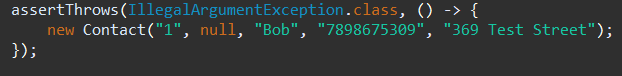 assertThrows(IllegalArgumentException.class, () -> {
    new Contact("1", null, "Bob", "7898675309", "369 Test Street");
});